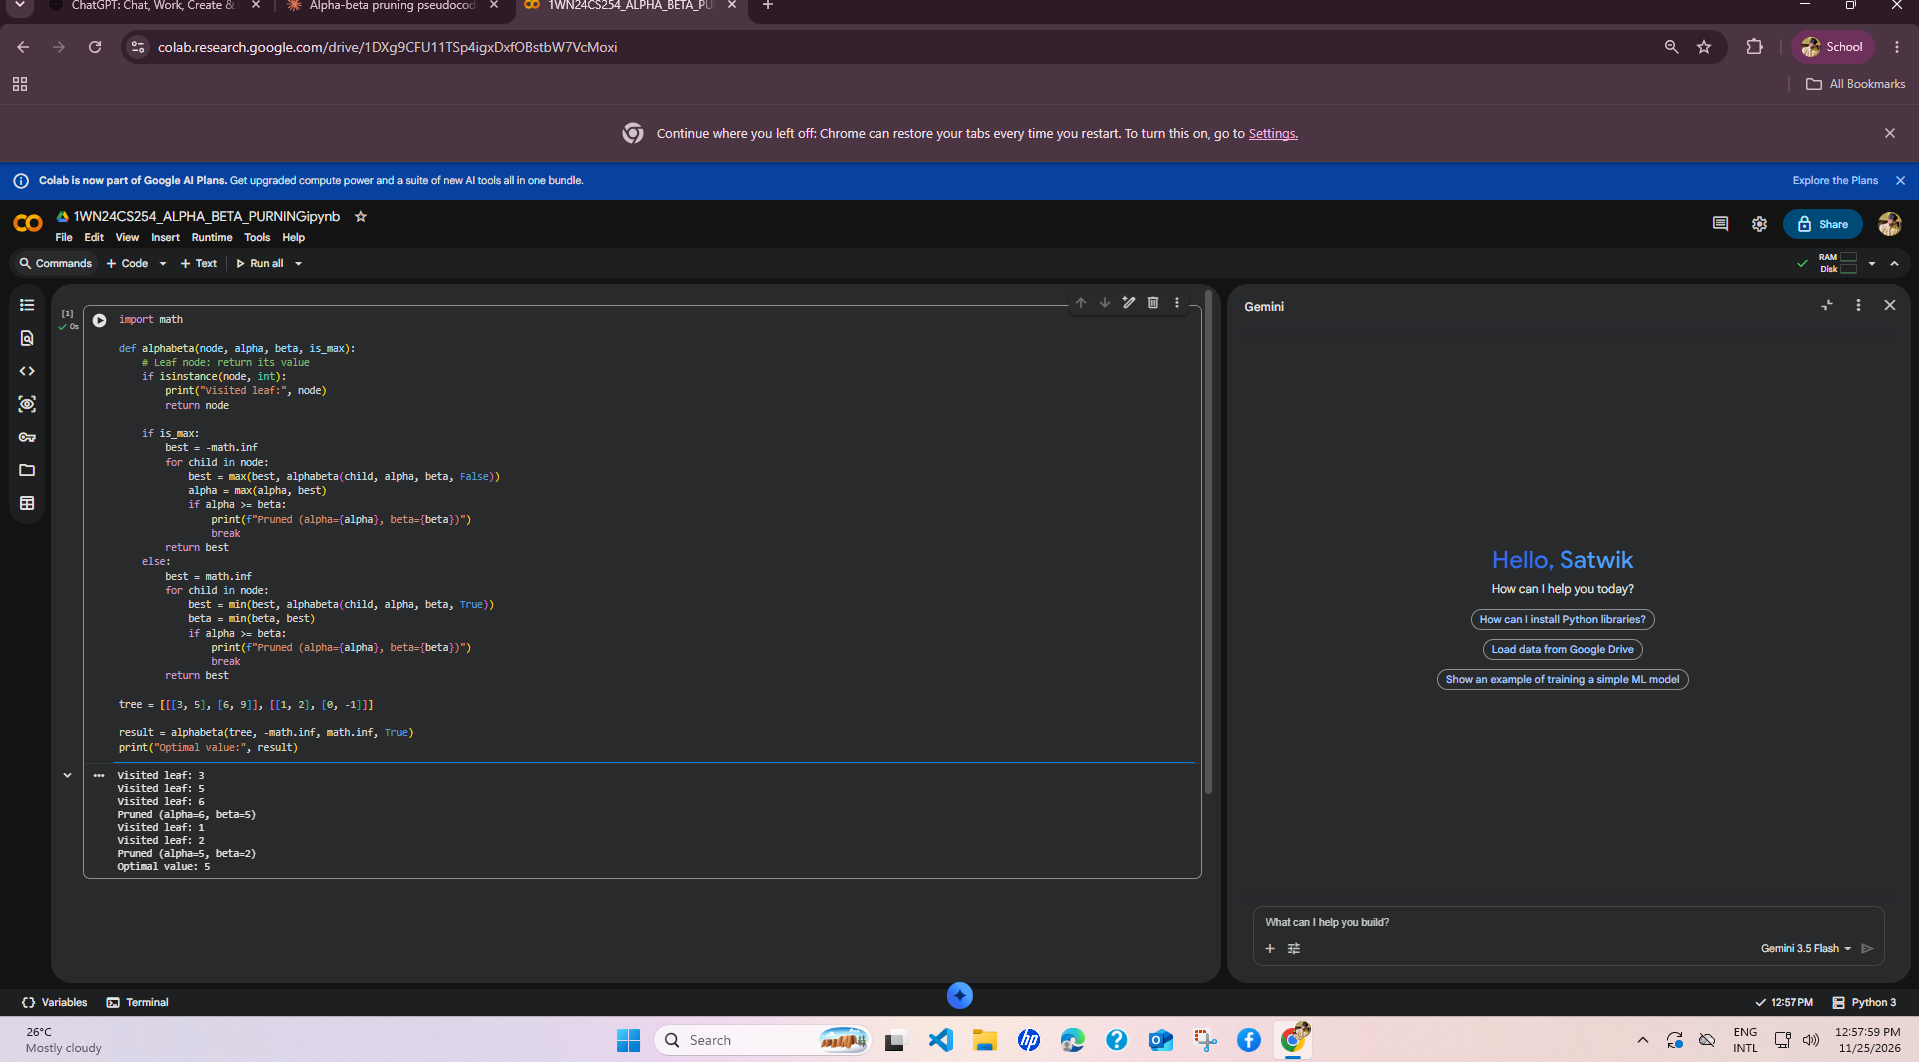 ChatGPT: Chat, Work, Create &
Alpha-beta pruning pseudocod
1WN24CS254_ALPHA_BETA_PU
colab.research.google.com/drive/1DXg9CFU11TSp4igxDxfOBstbW7VcMoxi
School
All Bookmarks
Continue where you left off: Chrome can restore your tabs every time you restart. To turn this on, go to Settings.
Colab is now part of Google AI Plans. Get upgraded compute power and a suite of new AI tools all in one bundle.
Explore the Plans
1WN24CS254_ALPHA_BETA_PURNINGipynb
File Edit View Insert Runtime Tools Help
Share
Commands + Code + Text Run all
RAM
Disk
[1]
0s
import math
def alphabeta(node, alpha, beta, is_max):
# Leaf node: return its value
if isinstance(node, int):
print("Visited leaf:", node)
return node
if is_max:
best = -math.inf
for child in node:
best = max(best, alphabeta(child, alpha, beta, False))
alpha = max(alpha, best)
if alpha >= beta:
print(f"Pruned (alpha={alpha}, beta={beta})")
break
return best
else:
best = math.inf
for child in node:
best = min(best, alphabeta(child, alpha, beta, True))
beta = min(beta, best)
if alpha >= beta:
print(f"Pruned (alpha={alpha}, beta={beta})")
break
return best
tree = [[[3, 5], [6, 9]], [[1, 2], [0, -1]]]
result = alphabeta(tree, -math.inf, math.inf, True)
print("Optimal value:", result)
Visited leaf: 3
Visited leaf: 5
Visited leaf: 6
Pruned (alpha=6, beta=5)
Visited leaf: 1
Visited leaf: 2
Pruned (alpha=5, beta=2)
Optimal value: 5
Gemini
Hello, Satwik
How can I help you today?
How can I install Python libraries?
Load data from Google Drive
Show an example of training a simple ML model
What can I help you build?
Gemini 3.5 Flash
Variables Terminal
12:57 PM Python 3
26°C
Mostly cloudy
Search
hp
ENG
INTL
12:57:59 PM
11/25/2026